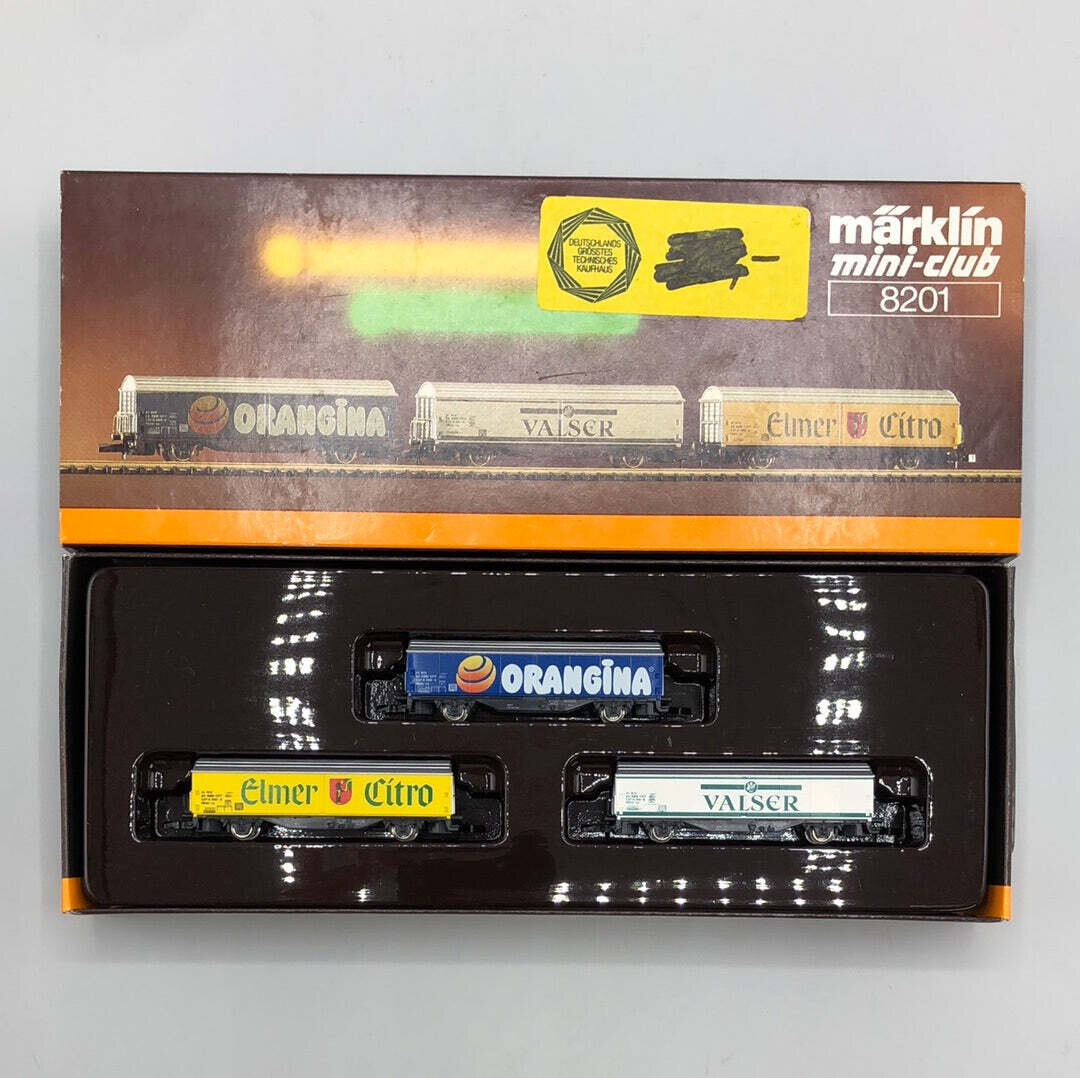 DEUTSCHLANDS
GRÖSSTES
TECHNISCHES
KAUFHAUS
märklin
mini-club
8201
ORANGINA
VALSER
Elmer Citro
ORANGINA
Elmer Citro
VALSER